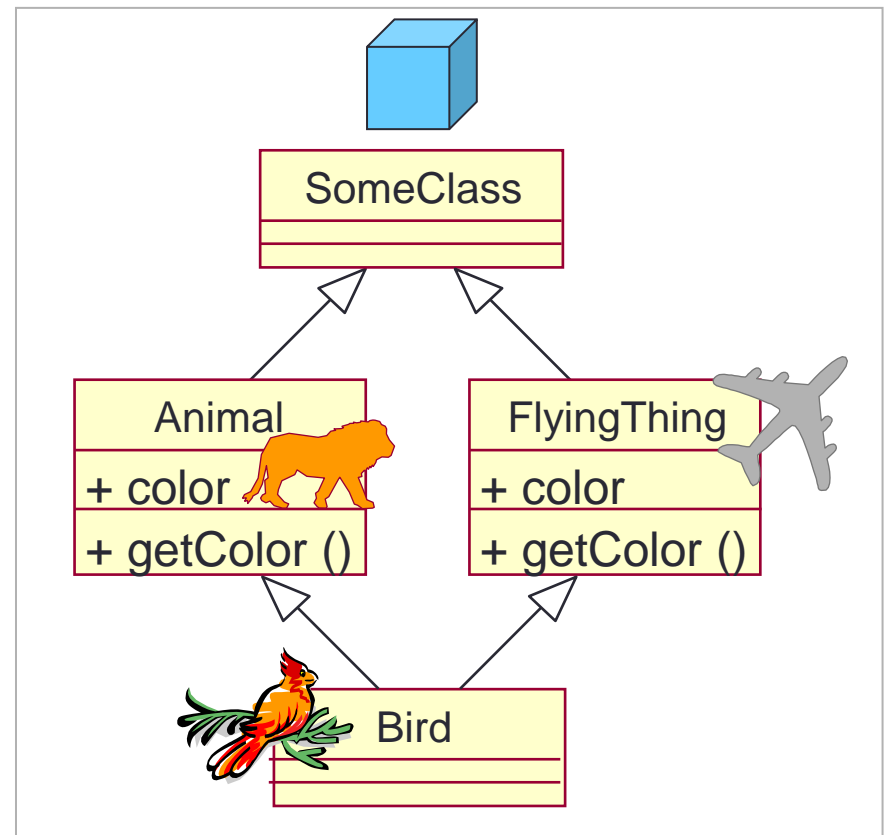 SomeClass
Animal
+ color
+ getColor ()
FlyingThing
+ color
+ getColor ()
Bird